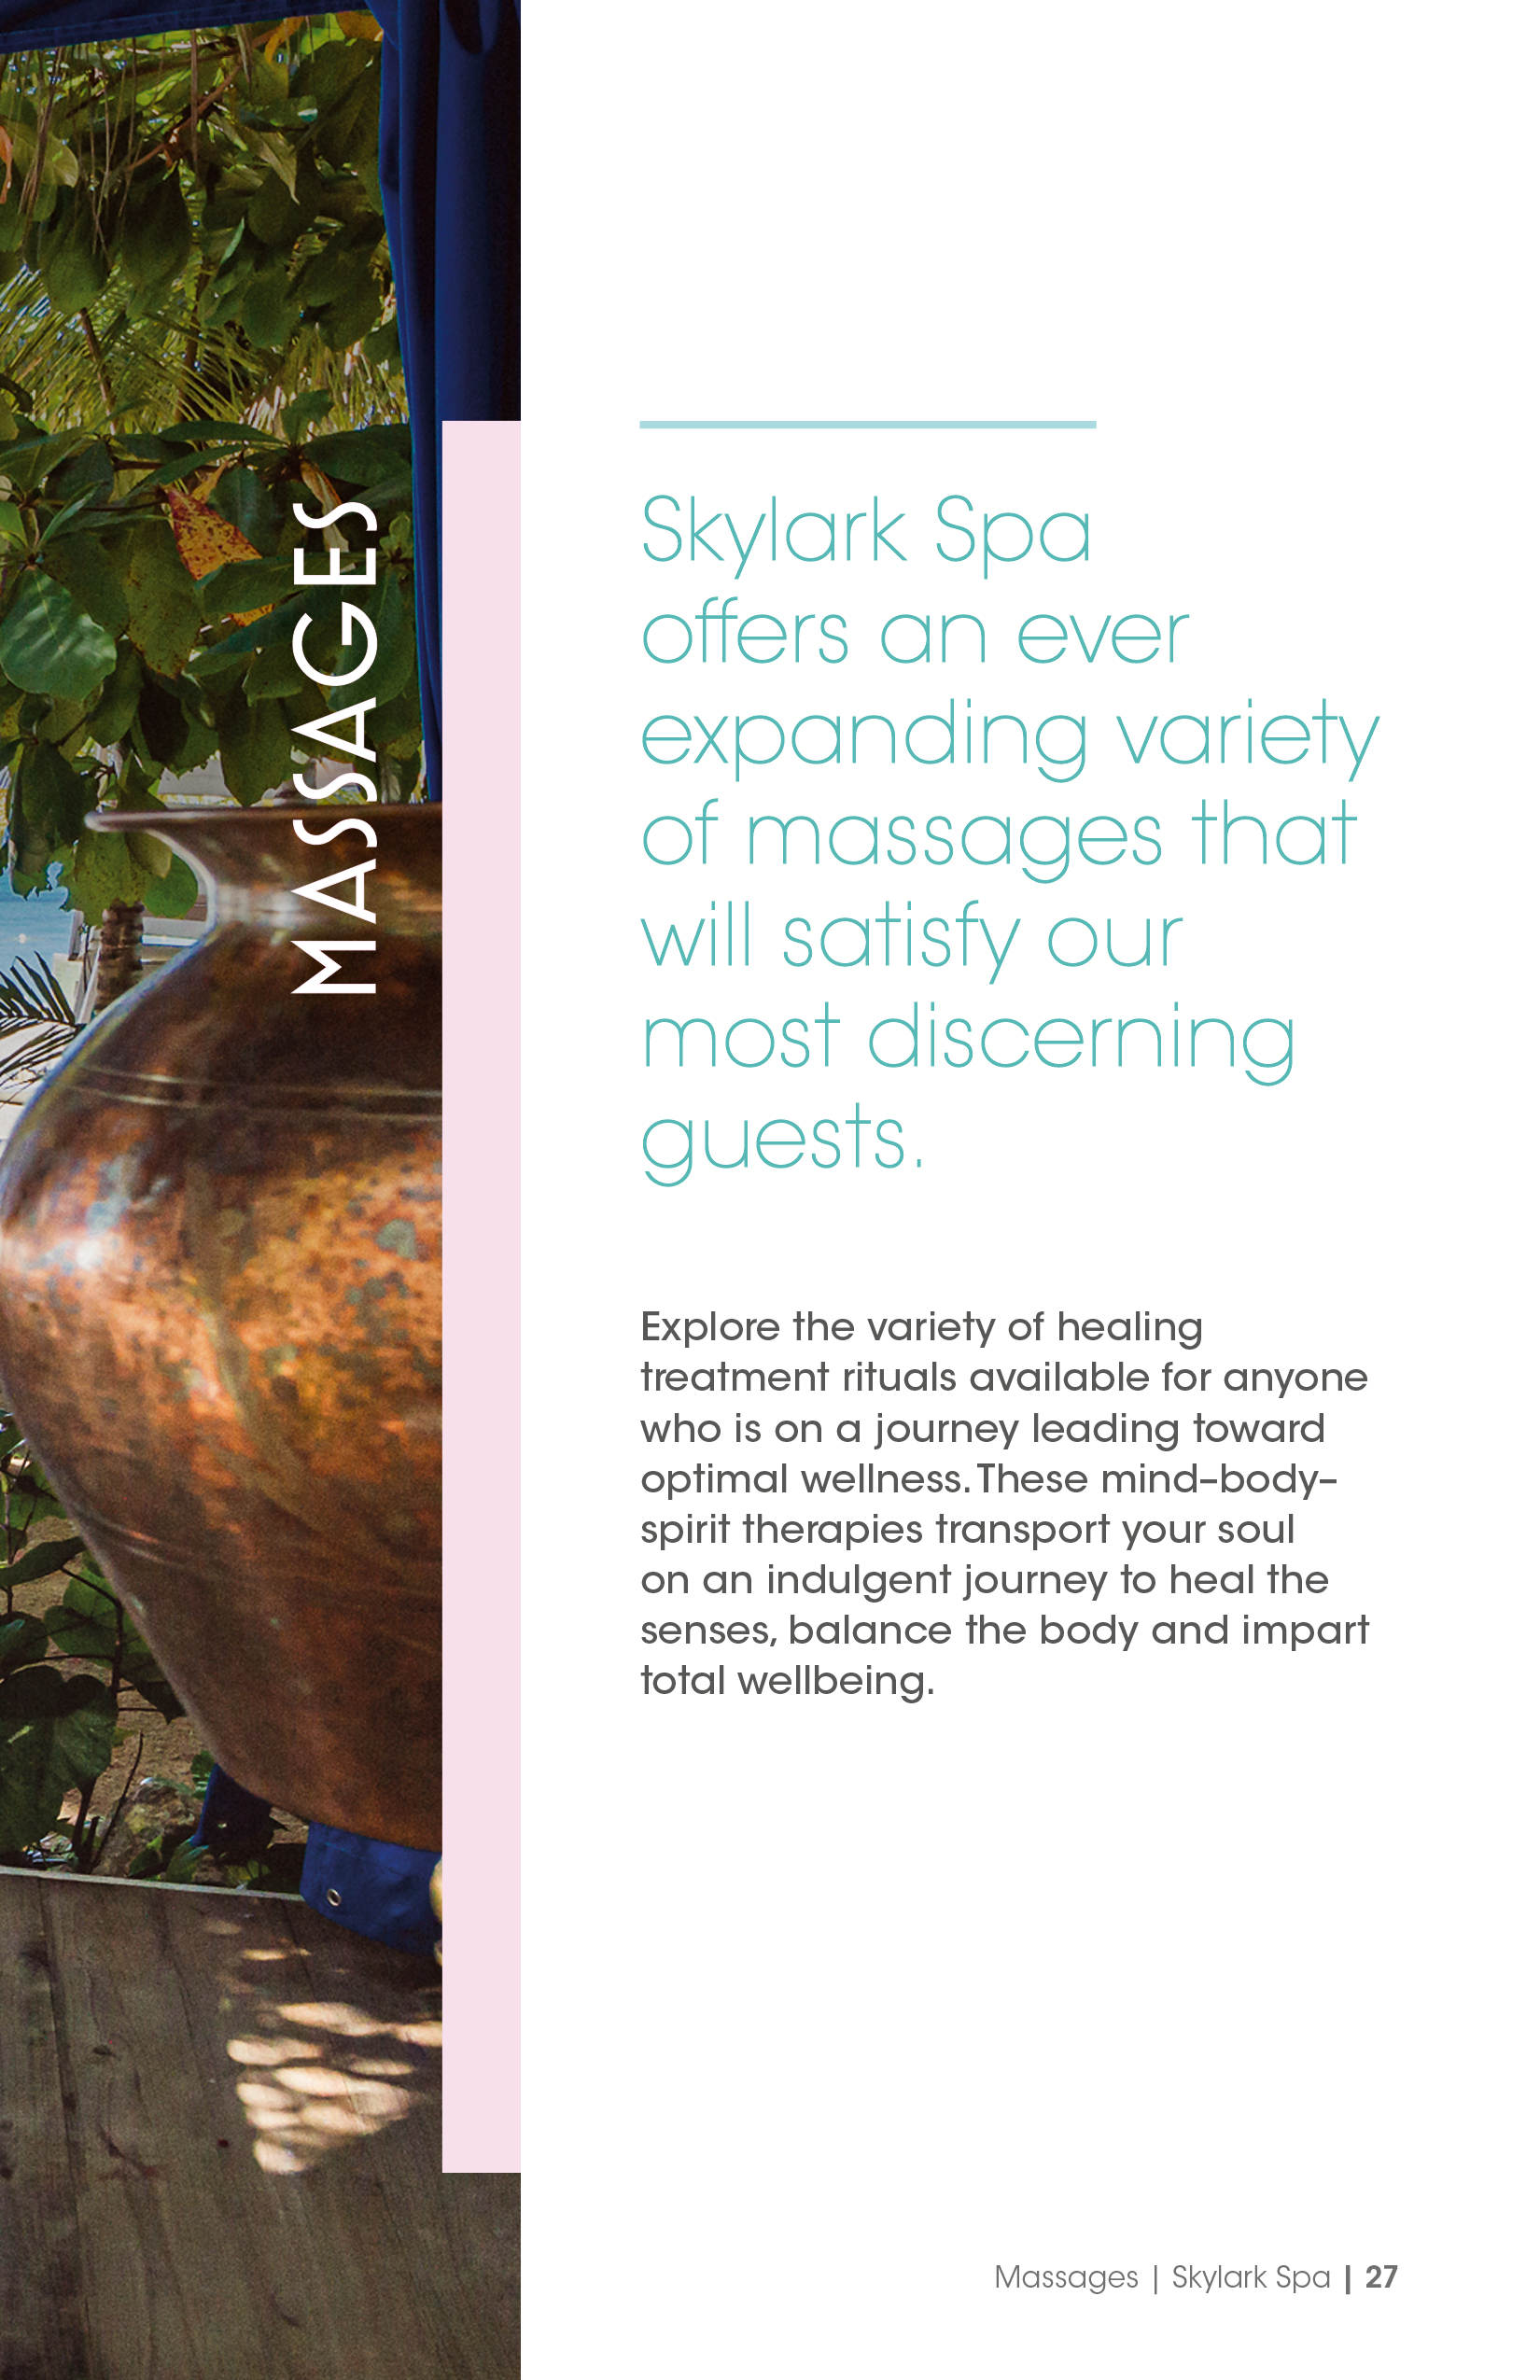 MASSAGES
Skylark Spa
offers an ever
expanding variety
of massages that
will satisfy our
most discerning
guests.
Explore the variety of healing
treatment rituals available for anyone
who is on a journey leading toward
optimal wellness. These mind-body-
spirit therapies transport your soul
on an indulgent journey to heal the
senses, balance the body and impart
total wellbeing.
Massages | Skylark Spa | 27